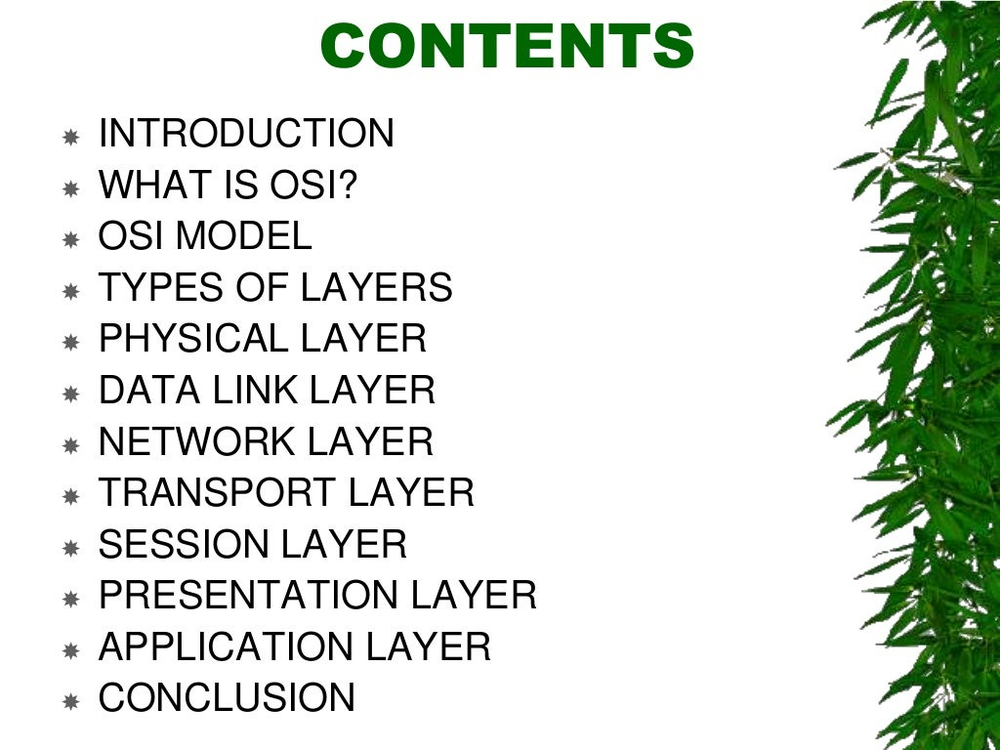 CONTENTS
INTRODUCTION
WHAT IS OSI?
OSI MODEL
TYPES OF LAYERS
PHYSICAL LAYER
DATA LINK LAYER
NETWORK LAYER
TRANSPORT LAYER
SESSION LAYER
PRESENTATION LAYER
APPLICATION LAYER
CONCLUSION